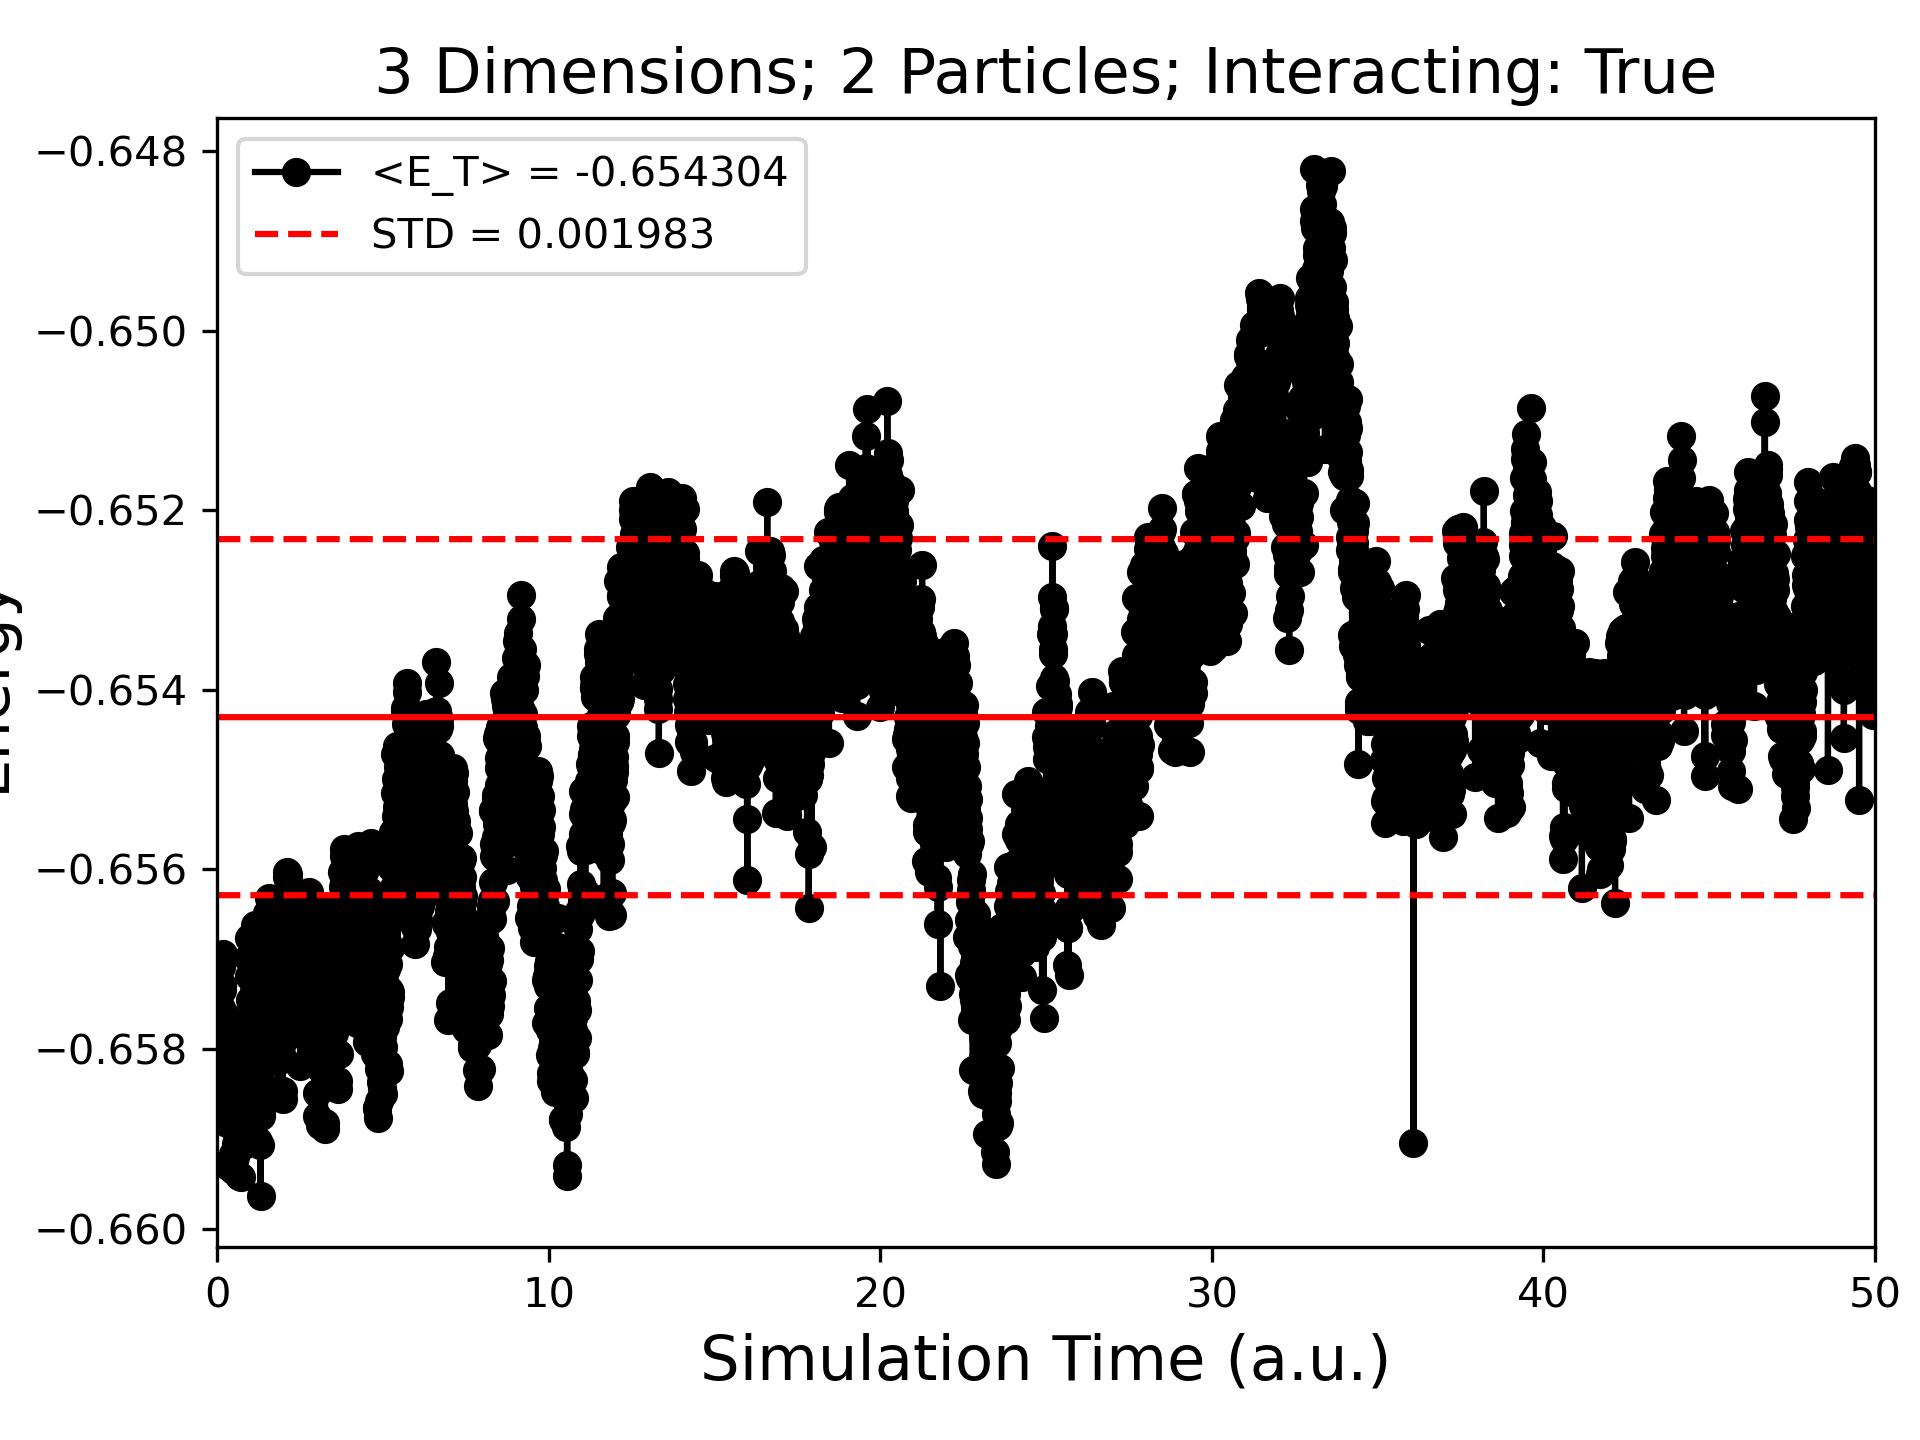 3 Dimensions; 2 Particles; Interacting: True
<E_T> = -0.654304
STD = 0.001983
−0.648
−0.650
−0.652
−0.654
−0.656
−0.658
−0.660
Energy
0 10 20 30 40 50
Simulation Time (a.u.)